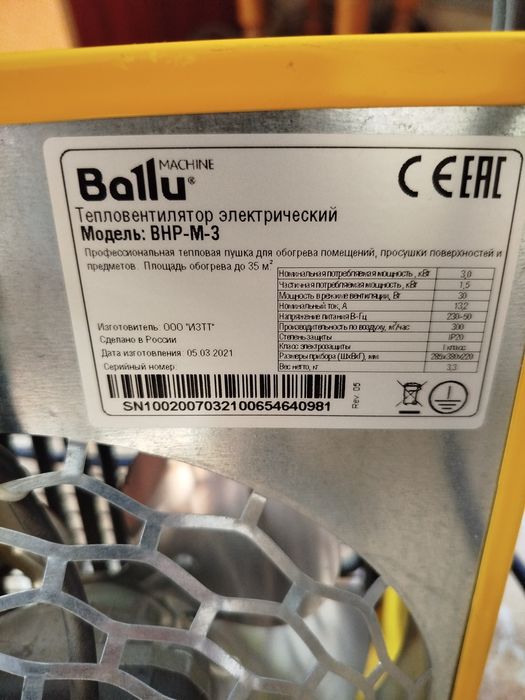 Ballu® MACHINE
CE EAC
Тепловентилятор электрический
Модель: BHP-M-3
Профессиональная тепловая пушка для обогрева помещений, просушки поверхностей и
предметов. Площадь обогрева до 35 м²
Номинальная потребляемая мощность, кВт 3,0
Частичная потребляемая мощность, кВт 1,5
Мощность в режиме вентиляции, Вт 30
Номинальный ток, А 13,2
Напряжение питания В~Гц 230~50
Производительность по воздуху, м³/час 300
Степень защиты IP20
Класс электрозащиты I класс
Размеры прибора (ШхВхГ), мм 285х390х220
Вес нетто, кг 3,3
Изготовитель: ООО "ИЗТТ"
Сделано в России
Дата изготовления: 05.03.2021
Серийный номер:
SN1002007032100654640981
Rev. 05